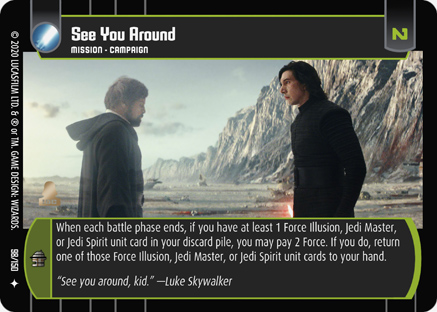 See You Around
MISSION - CAMPAIGN
N
© 2020 LUCASFILM LTD. & ® or TM. GAME DESIGN: WIZARDS.
When each battle phase ends, if you have at least 1 Force Illusion, Jedi Master,
or Jedi Spirit unit card in your discard pile, you may pay 2 Force. If you do, return
one of those Force Illusion, Jedi Master, or Jedi Spirit unit cards to your hand.
“See you around, kid.” —Luke Skywalker